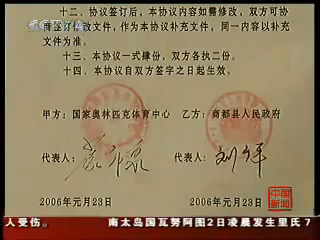 十二、协议签订后，本协议内容如需修改，双方可协
商签订修改文件，作为本协议补充文件，同一内容以补充
文件为准。
十三、本协议一式肆份，双方各执二份。
十四、本协议自双方签字之日起生效。
甲方：国家奥林匹克体育中心 乙方：商都县人民政府
代表人： 代表人：
2006年元月23日 2006年元月23日
中国新闻
人受伤。 南太岛国瓦努阿图2日凌晨发生里氏7